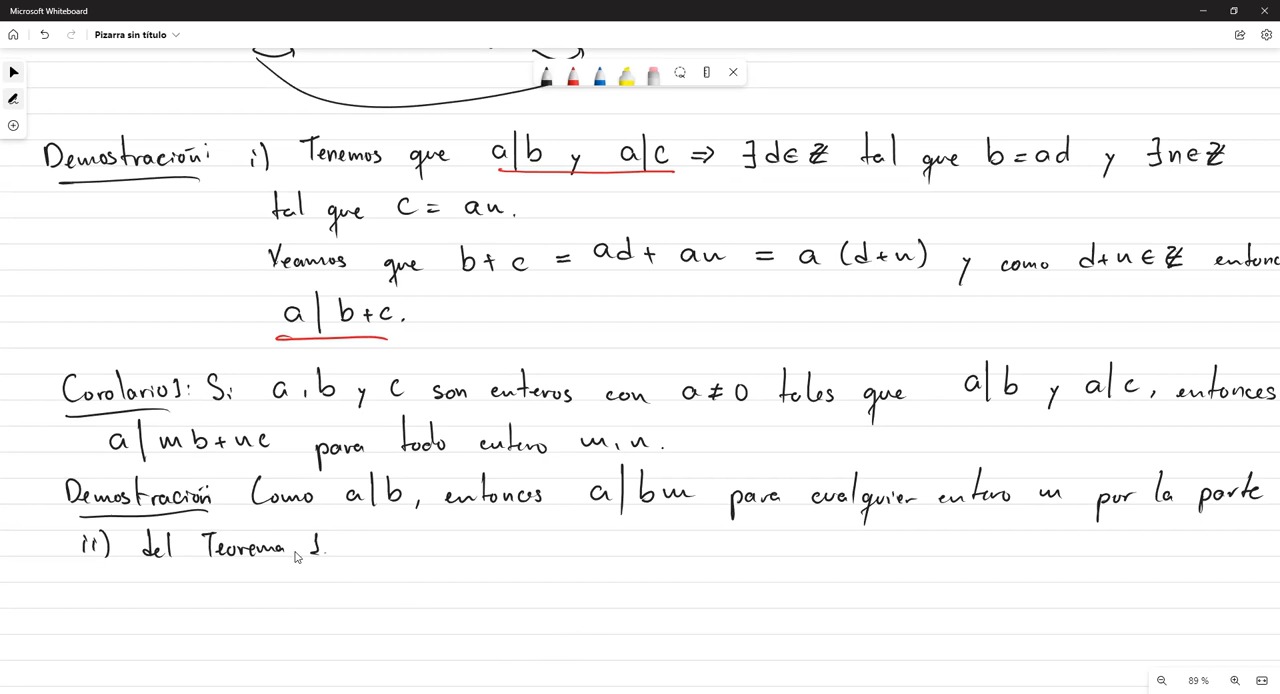 Microsoft Whiteboard
Pizarra sin título
Demostración: i) Tenemos que a|b y a|c ⇒ ∃ d∈ℤ tal que b=ad y ∃ n∈ℤ
tal que c = an.
Veamos que b+c = ad + an = a (d+n) y como d+n∈ℤ entonc
a | b+c.
Corolario 1: Si a, b y c son enteros con a≠0 tales que a|b y a|c, entonces
a | mb+nc para todo entero m, n.
Demostración Como a|b, entonces a|bm para cualquier entero m por la parte
ii) del Teorema 1.
89 %